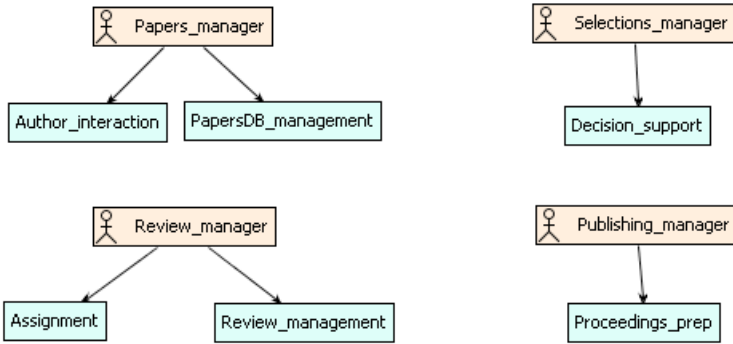 Papers_manager
Selections_manager
Author_interaction
PapersDB_management
Decision_support
Review_manager
Publishing_manager
Assignment
Review_management
Proceedings_prep